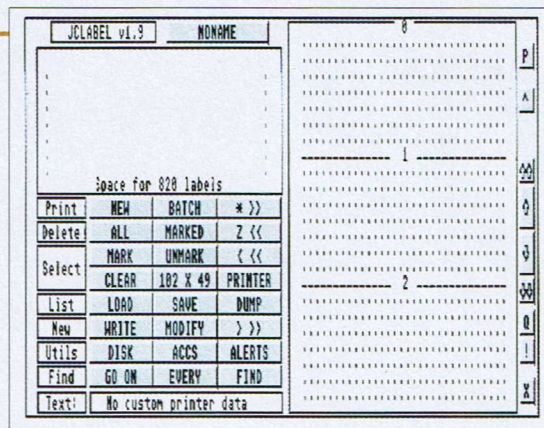 JCLABEL v1.9 NONAME
Space for 820 labels
Print NEW BATCH * >>
Delete ALL MARKED Z <<
Select MARK UNMARK < <<
CLEAR 102 X 49 PRINTER
List LOAD SAVE DUMP
New WRITE MODIFY > >>
Utils DISK ACCS ALERTS
Find GO ON EVERY FIND
Text: No custom printer data
0
1
2
P
^
@
!
X